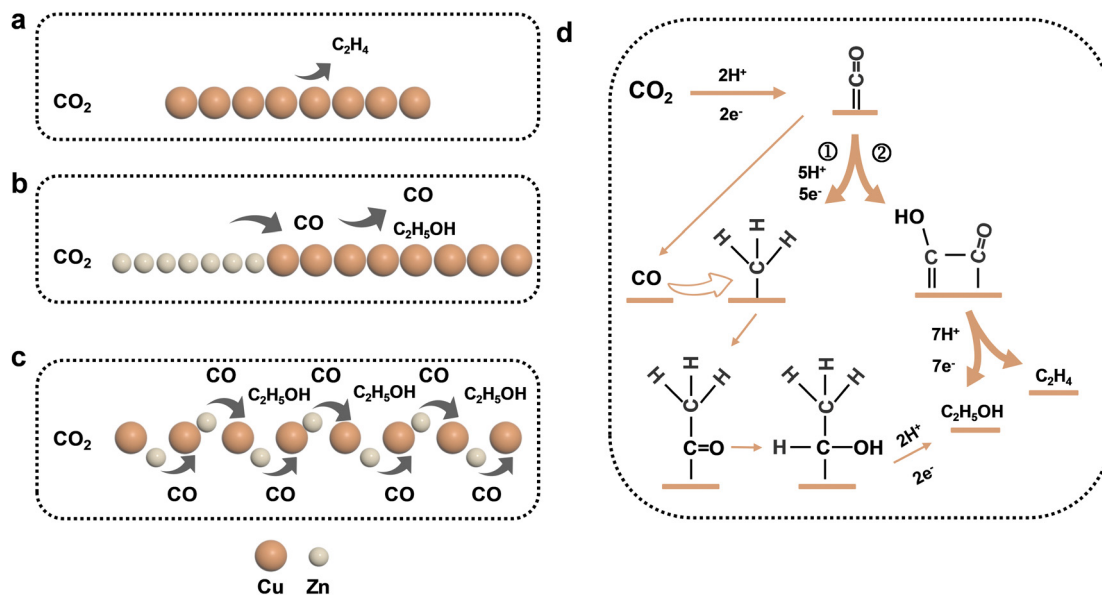 a
C₂H₄
CO₂
b
CO
CO
C₂H₅OH
CO₂
c
CO CO CO
C₂H₅OH C₂H₅OH C₂H₅OH
CO₂
CO CO CO CO
Cu Zn
d
CO₂
2H⁺
2e⁻
O
C
① ②
5H⁺
5e⁻
HO
O
C C
H H H
C
CO
7H⁺
7e⁻
C₂H₄
C₂H₅OH
H H H
C
C=O
H H H
C
H C OH
2H⁺
2e⁻